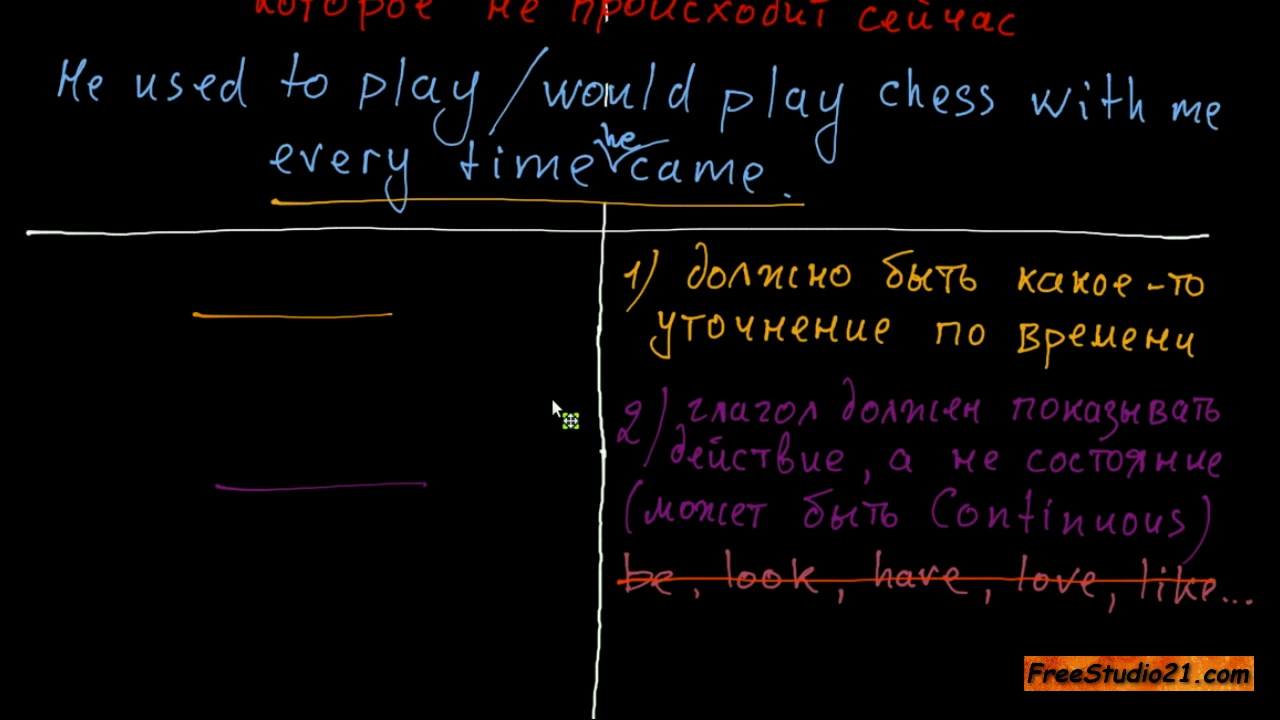 которое не происходит сейчас
He used to play/would play chess with me
every time he came.
1) должно быть какое-то
уточнение по времени
2) глагол должен показывать
действие, а не состояние
(может быть Continuous)
be, look, have, love, like...
FreeStudio21.com